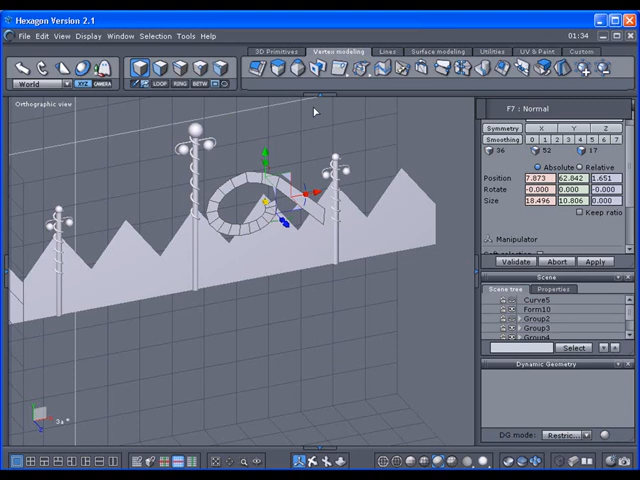 Hexagon Version 2.1
File Edit View Display Windows Selection Tools Help 01:34
3D Primitives Vertex modeling Lines Surface modeling Utilities UV & Paint Custom
World XYZ CAMERA LOOP RING BETW
Orthographic view
F7 : Normal
Symmetry X Y Z
Smoothing 0 1 2 3 4 5 6 7
36 52 17
Absolute Relative
Position 7.873 62.842 1.651
Rotate -0.000 0.000 -0.000
Size 18.496 10.806 0.000
Keep ratio
Manipulator
Validate Abort Apply
Scene
Scene tree Properties
Curve5
Form10
Group2
Group3
Group4
Select
Dynamic Geometry
DG mode: Restric...